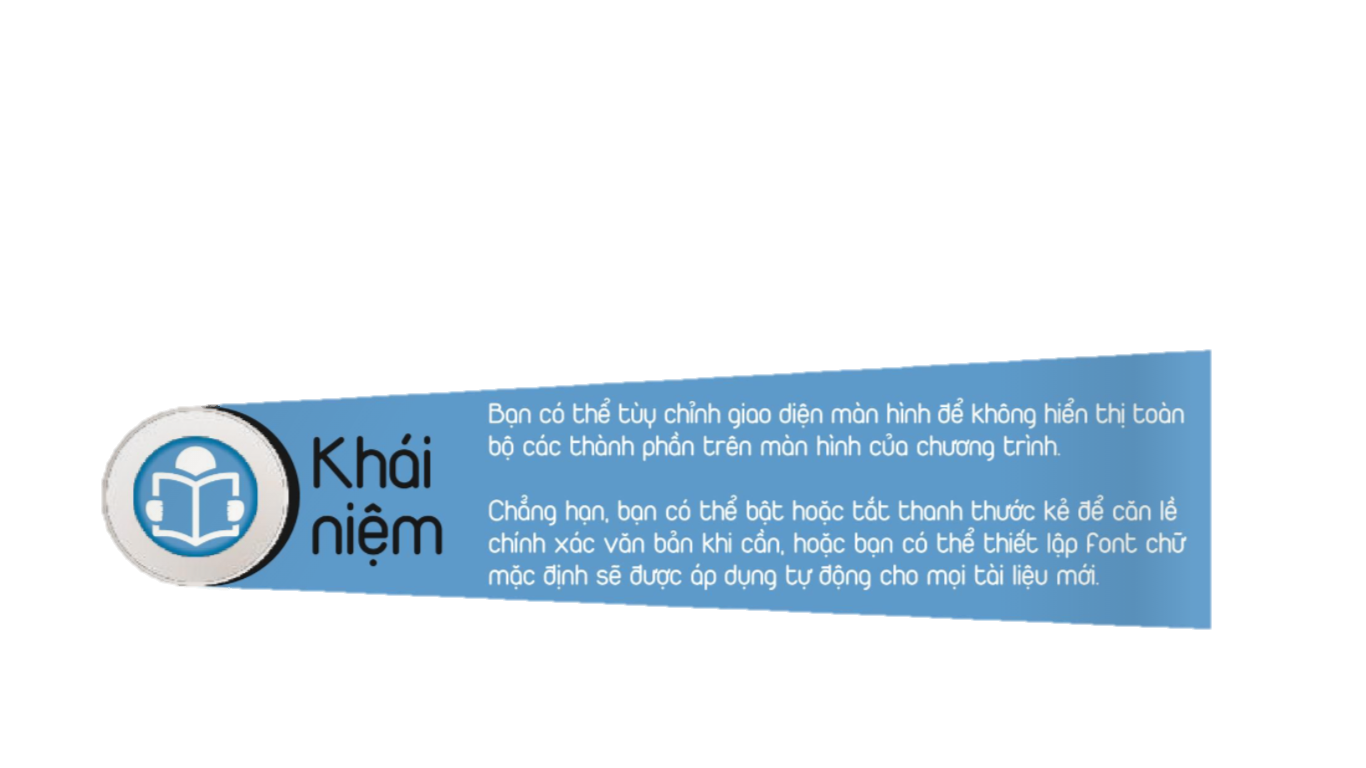 Khái
niệm
Bạn có thể tùy chỉnh giao diện màn hình để không hiển thị toàn
bộ các thành phần trên màn hình của chương trình.
Chẳng hạn, bạn có thể bật hoặc tắt thanh thước kẻ để căn lề
chính xác văn bản khi cần, hoặc bạn có thể thiết lập font chữ
mặc định sẽ được áp dụng tự động cho mọi tài liệu mới.